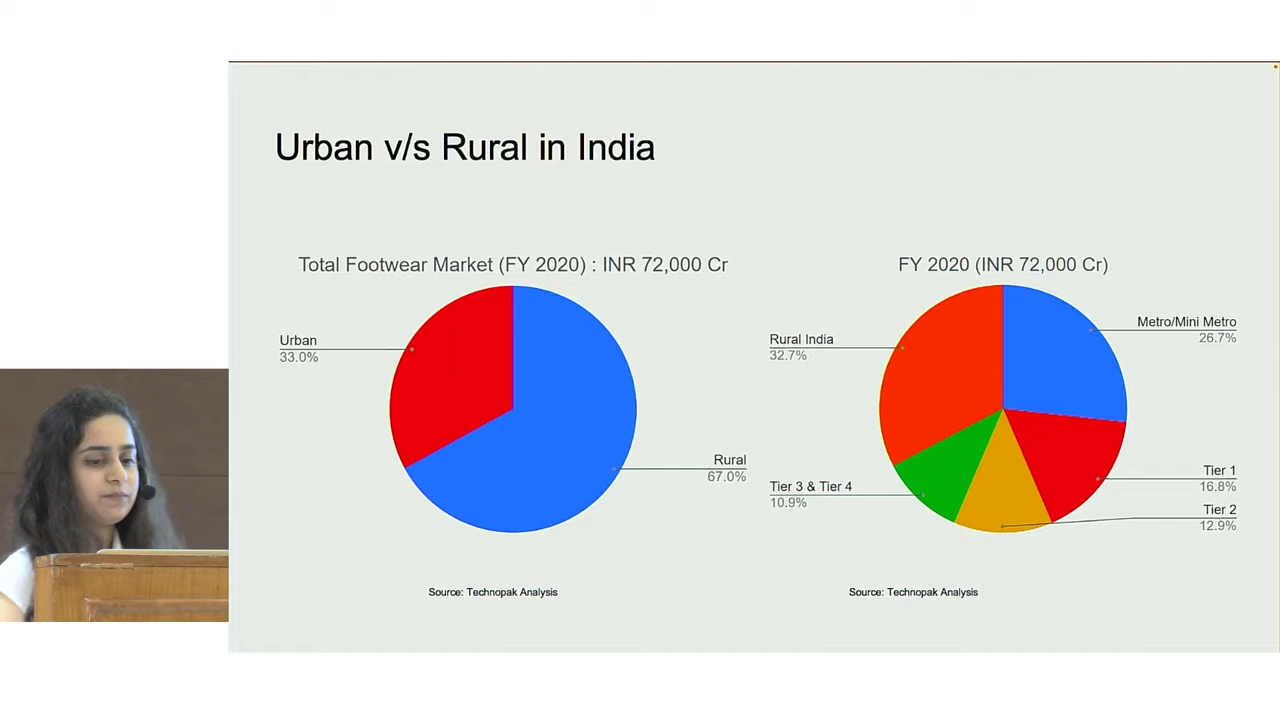 Urban v/s Rural in India
Total Footwear Market (FY 2020) : INR 72,000 Cr
Urban
33.0%
Rural
67.0%
Source: Technopak Analysis
FY 2020 (INR 72,000 Cr)
Metro/Mini Metro
26.7%
Rural India
32.7%
Tier 1
16.8%
Tier 3 & Tier 4
10.9%
Tier 2
12.9%
Source: Technopak Analysis